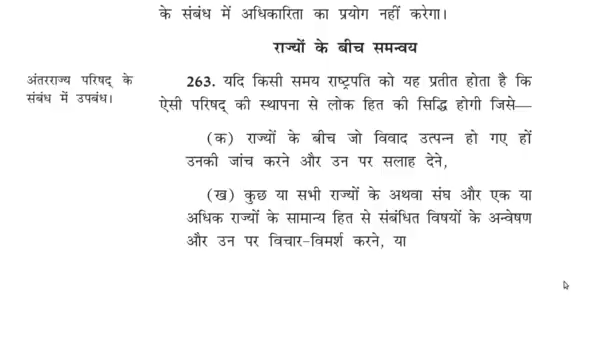 के संबंध में अधिकारिता का प्रयोग नहीं करेगा।
राज्यों के बीच समन्वय
अंतरराज्य परिषद् के
संबंध में उपबंध।
263. यदि किसी समय राष्ट्रपति को यह प्रतीत होता है कि
ऐसी परिषद् की स्थापना से लोक हित की सिद्धि होगी जिसे—
(क) राज्यों के बीच जो विवाद उत्पन्न हो गए हों
उनकी जांच करने और उन पर सलाह देने,
(ख) कुछ या सभी राज्यों के अथवा संघ और एक या
अधिक राज्यों के सामान्य हित से संबंधित विषयों के अन्वेषण
और उन पर विचार-विमर्श करने, या